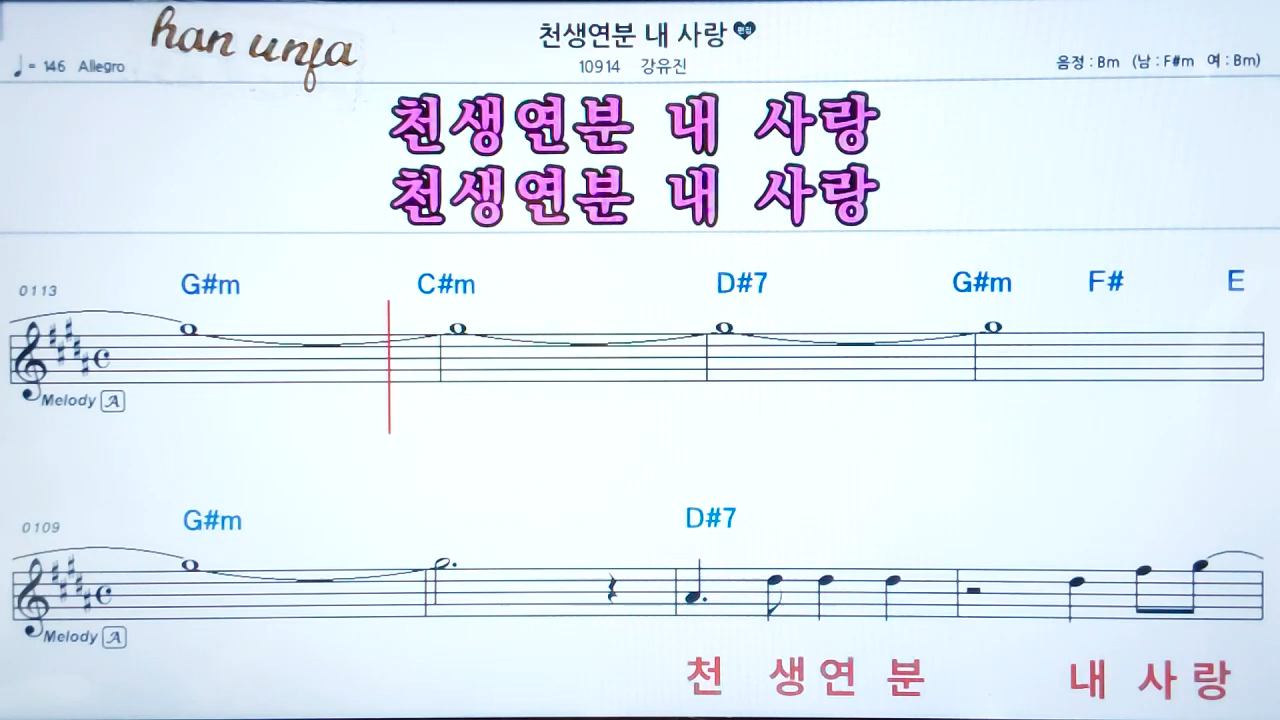 han unja
천생연분 내 사랑 편집
♩ = 146 Allegro
10914 강유진
음정 : Bm (남 : F#m 여 : Bm)
천생연분 내 사랑
천생연분 내 사랑
0113 G#m C#m D#7 G#m F# E
Melody A
0109 G#m D#7
Melody A
천 생 연 분 내 사 랑